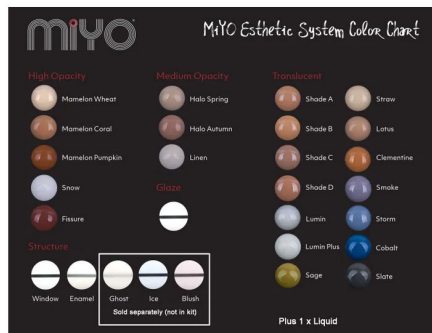 miyo
MiYO Esthetic System Color Chart
High Opacity
Mamelon Wheat
Mamelon Coral
Mamelon Pumpkin
Snow
Fissure
Medium Opacity
Halo Spring
Halo Autumn
Linen
Glaze
Translucent
Shade A
Shade B
Shade C
Shade D
Lumin
Lumin Plus
Sage
Straw
Lotus
Clementine
Smoke
Storm
Cobalt
Slate
Structure
Window Enamel Ghost Ice Blush
Sold separately (not in kit)
Plus 1 x Liquid